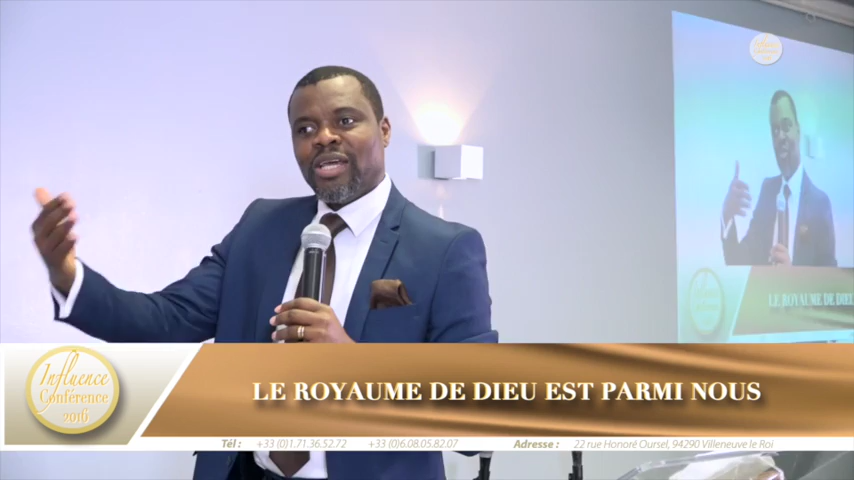 LE ROYAUME DE DIEU
Influence
Conférence
2016
LE ROYAUME DE DIEU EST PARMI NOUS
Tél : +33 (0)1.71.36.52.72 +33 (0)6.08.05.82.07 Adresse : 22 rue Honoré Oursel, 94290 Villeneuve le Roi